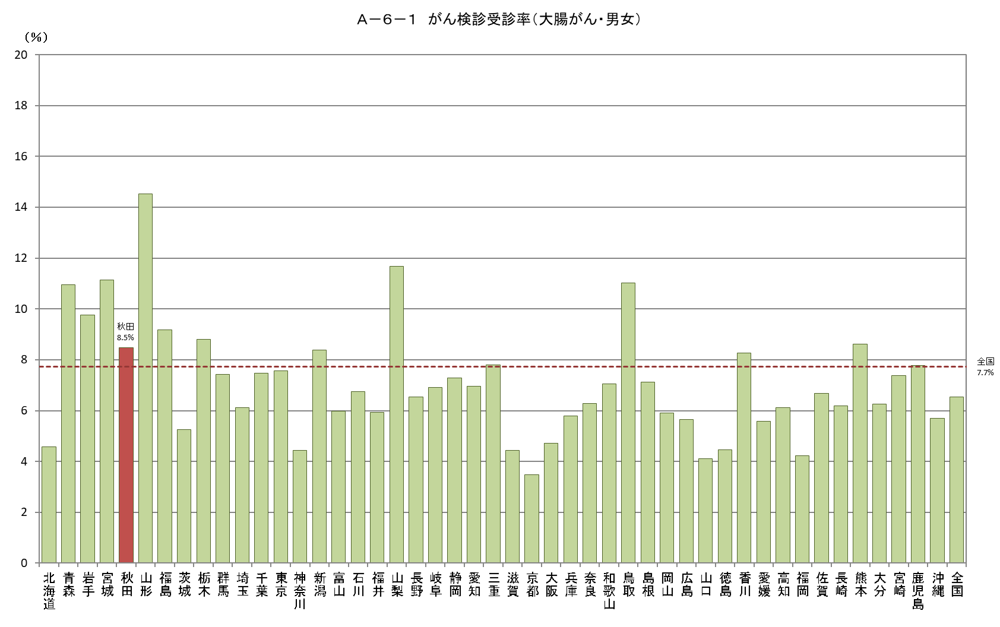 Ａ－６－１　がん検診受診率（大腸がん・男女）
（％）
20
18
16
14
12
10
8
6
4
2
0
秋田
8.5%
全国
7.7%
北海道
青森
岩手
宮城
秋田
山形
福島
茨城
栃木
群馬
埼玉
千葉
東京
神奈川
新潟
富山
石川
福井
山梨
長野
岐阜
静岡
愛知
三重
滋賀
京都
大阪
兵庫
奈良
和歌山
鳥取
島根
岡山
広島
山口
徳島
香川
愛媛
高知
福岡
佐賀
長崎
熊本
大分
宮崎
鹿児島
沖縄
全国